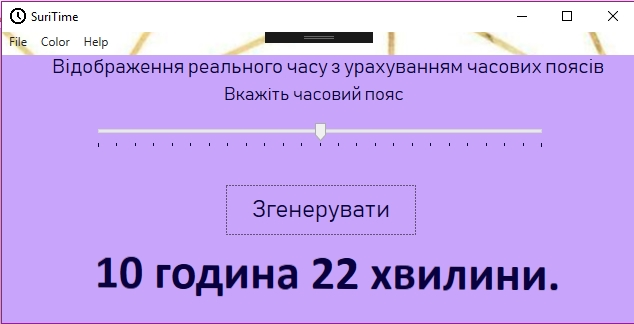 SuriTime
File Color Help
Відображення реального часу з урахуванням часових поясів
Вкажіть часовий пояс
Згенерувати
10 година 22 хвилини.